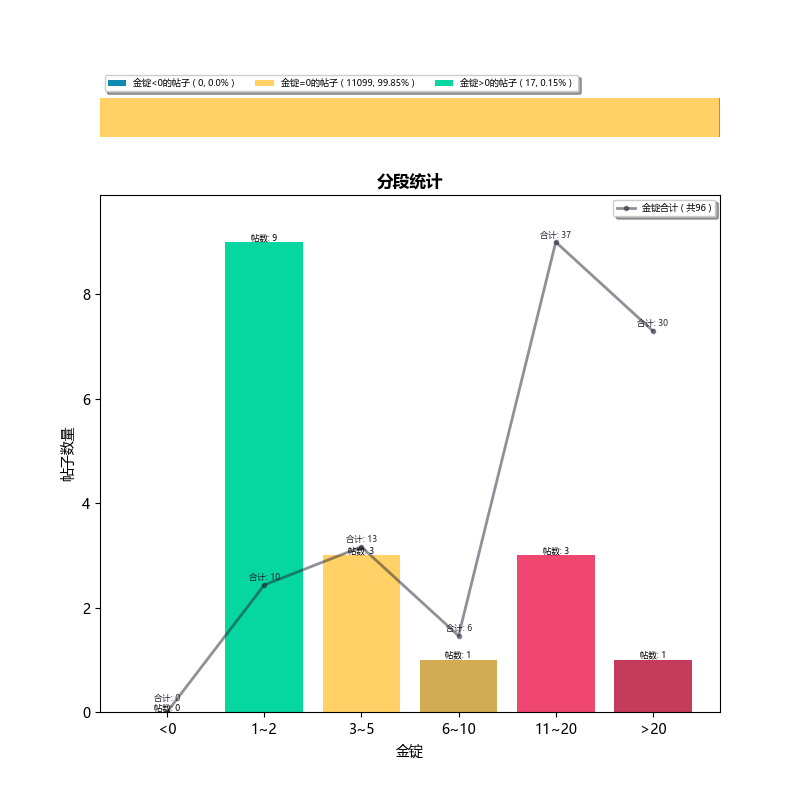 金锭<0的帖子 ( 0, 0.0% ) 金锭=0的帖子 ( 11099, 99.85% ) 金锭>0的帖子 ( 17, 0.15% )
分段统计
金锭合计 ( 共96 )
合计: 37
帖数: 9
8
合计: 30
6
帖子数量
4
合计: 13
帖数: 3
帖数: 3
合计: 10
2
合计: 6
帖数: 1
帖数: 1
合计: 0
帖数: 0
0
<0 1~2 3~5 6~10 11~20 >20
金锭